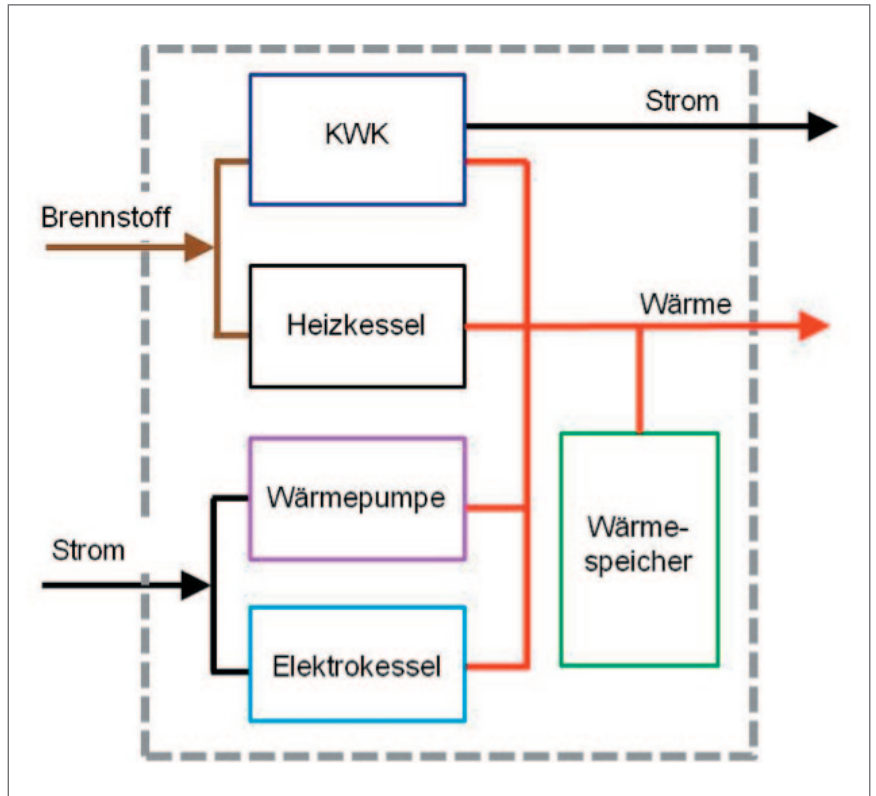 Strom
KWK
Brennstoff
Heizkessel
Wärme
Wärmepumpe
Strom
Wärme-
speicher
Elektrokessel